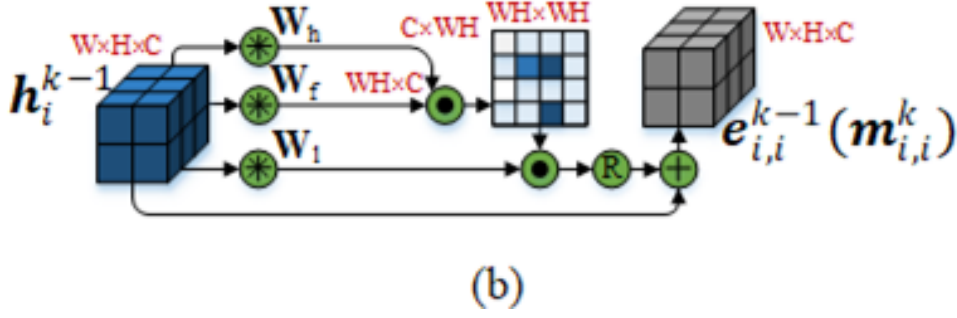 W×H×C
h_i^{k-1}
W_h
C×WH
WH×WH
W_f
WH×C
W_1
R
W×H×C
e_{i,i}^{k-1}(m_{i,i}^k)
(b)